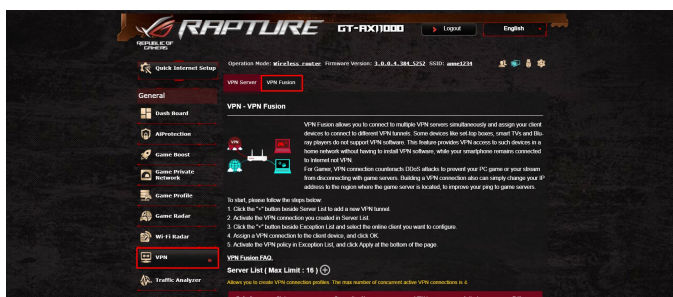 RAPTURE GT-AX11000 Logout English
REPUBLIC OF
GAMERS
Quick Internet Setup
Operation Mode: Wireless router Firmware Version: 3.0.0.4.384_5252 SSID: anne1234
VPN Server VPN Fusion
General
VPN - VPN Fusion
Dash Board
AiProtection
Game Boost
Game Private
Network
Game Profile
Game Radar
Wi-Fi Radar
VPN
Traffic Analyzer
VPN
VPN Fusion allows you to connect to multiple VPN servers simultaneously and assign your client
devices to connect to different VPN tunnels. Some devices like set-top boxes, smart TVs and Blu-
ray players do not support VPN software. This feature provides VPN access to such devices in a
home network without having to install VPN software, while your smartphone remains connected
to Internet not VPN.
For Gamer, VPN connection counteracts DDoS attacks to prevent your PC game or your stream
from disconnecting with game servers. Building a VPN connection also can simply change your IP
address to the region where the game server is located, to improve your ping to game servers.
To start, please follow the steps below:
1. Click the "+" button beside Server List to add a new VPN tunnel.
2. Activate the VPN connection you created in Server List.
3. Click the "+" button beside Exception List and select the online client you want to configure.
4. Assign a VPN connection to the client device, and click OK.
5. Activate the VPN policy in Exception List, and click Apply at the bottom of the page.
VPN Fusion FAQ.
Server List ( Max Limit : 16 )
Allows you to create VPN connection profiles. The max number of concurrent active VPN connections is 4.